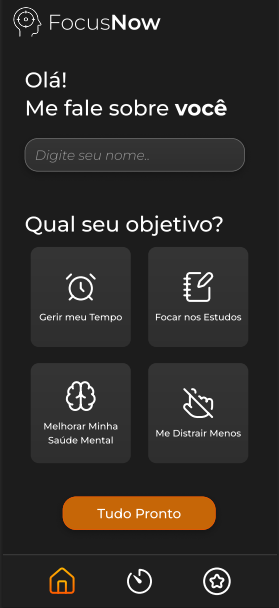 FocusNow
Olá!
Me fale sobre você
Digite seu nome..
Qual seu objetivo?
Gerir meu Tempo
Focar nos Estudos
Melhorar Minha
Saúde Mental
Me Distrair Menos
Tudo Pronto